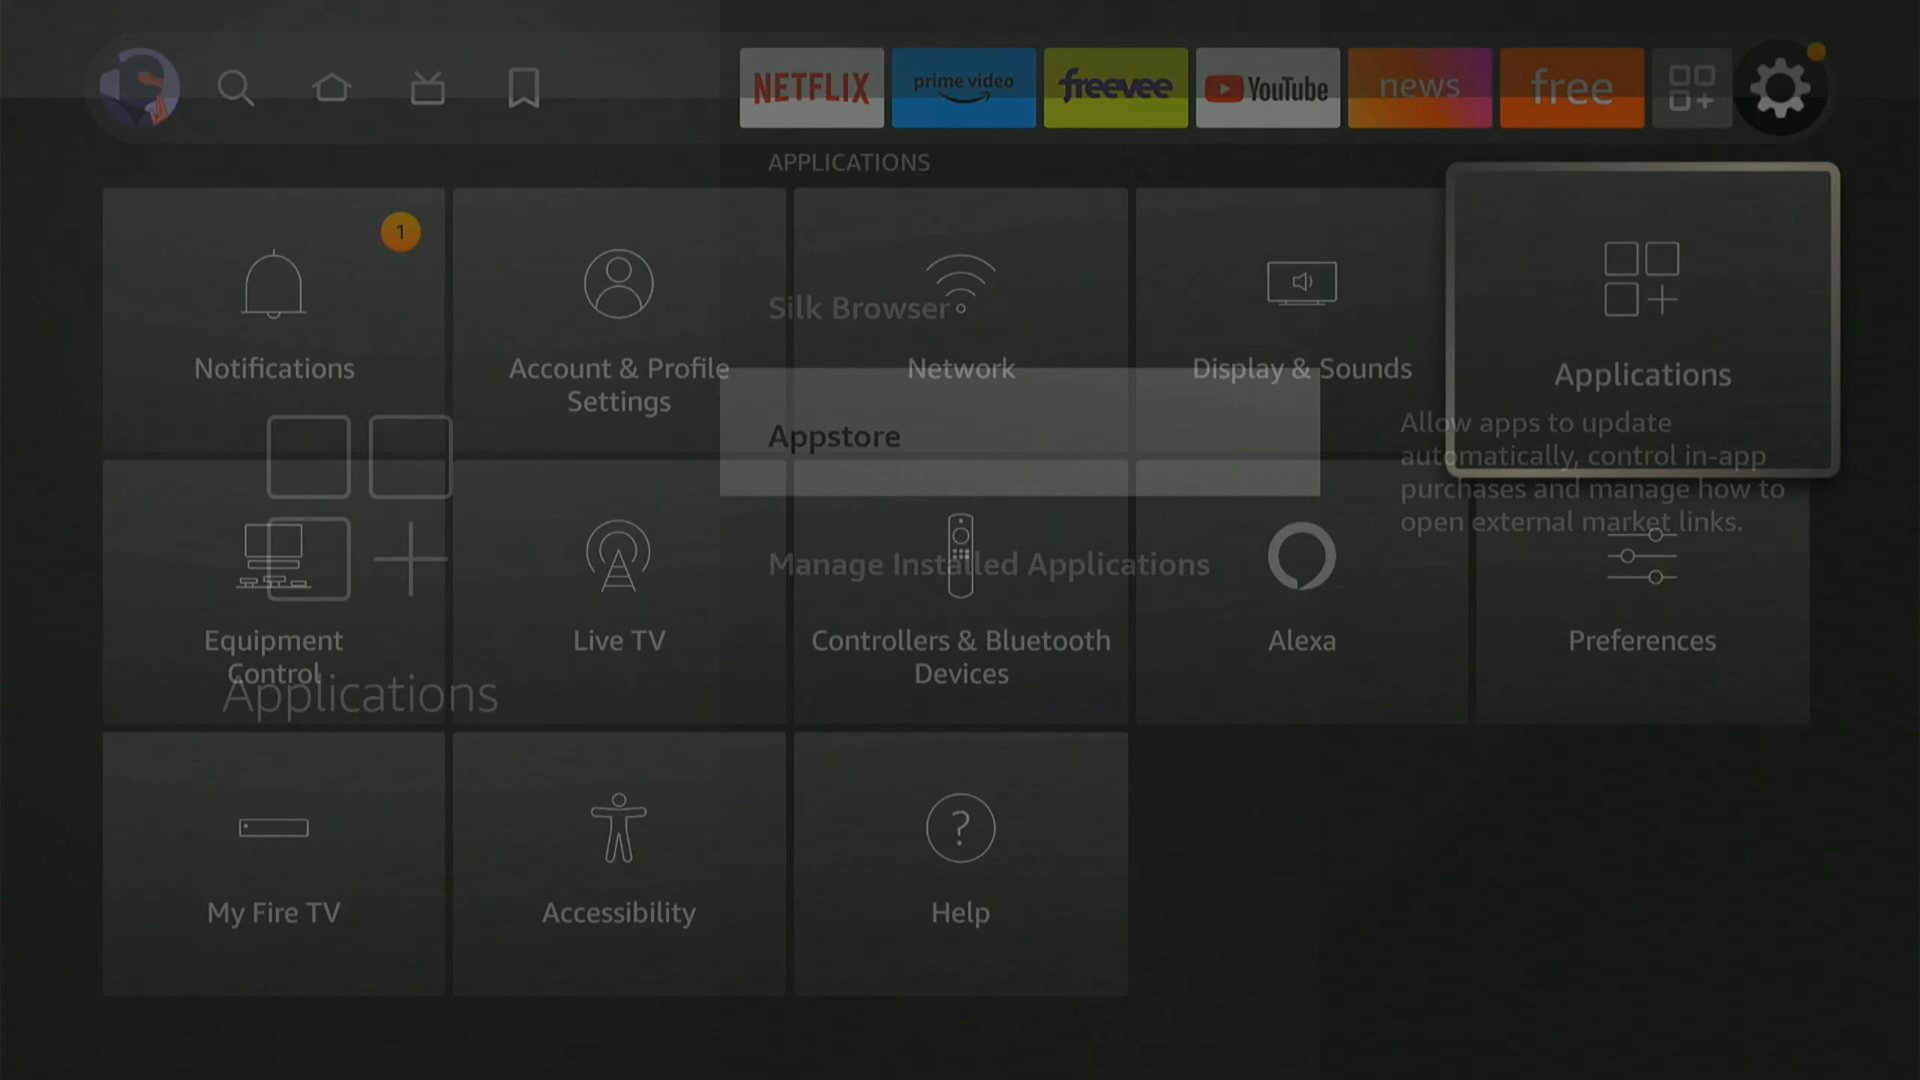 NETFLIX
prime video
freevee
YouTube
news
free
APPLICATIONS
1
Notifications
Account & Profile
Settings
Silk Browser
Network
Display & Sounds
Applications
Appstore
Allow apps to update
automatically, control in-app
purchases and manage how to
open external market links.
Manage Installed Applications
Equipment
Control
Live TV
Controllers & Bluetooth
Devices
Alexa
Preferences
Applications
My Fire TV
Accessibility
?
Help